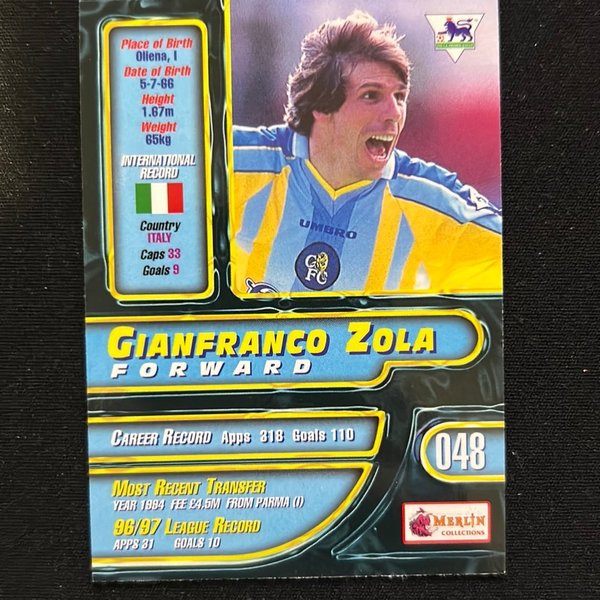 Place of Birth
Oliena, I
Date of Birth
5-7-66
Height
1.67m
Weight
65kg
INTERNATIONAL
RECORD
Country
ITALY
Caps 33
Goals 9
UMBRO
CFC
GIANFRANCO ZOLA
FORWARD
CAREER RECORD Apps 318 Goals 110
048
MOST RECENT TRANSFER
YEAR 1994 FEE £4.5M FROM PARMA (I)
96/97 LEAGUE RECORD
APPS 31 GOALS 10
MERLIN
COLLECTIONS